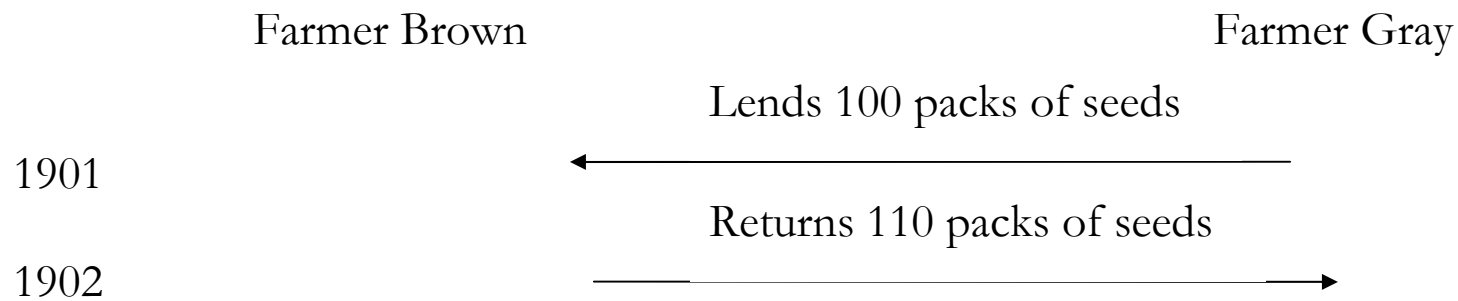 Farmer Brown Farmer Gray
Lends 100 packs of seeds
1901
Returns 110 packs of seeds
1902